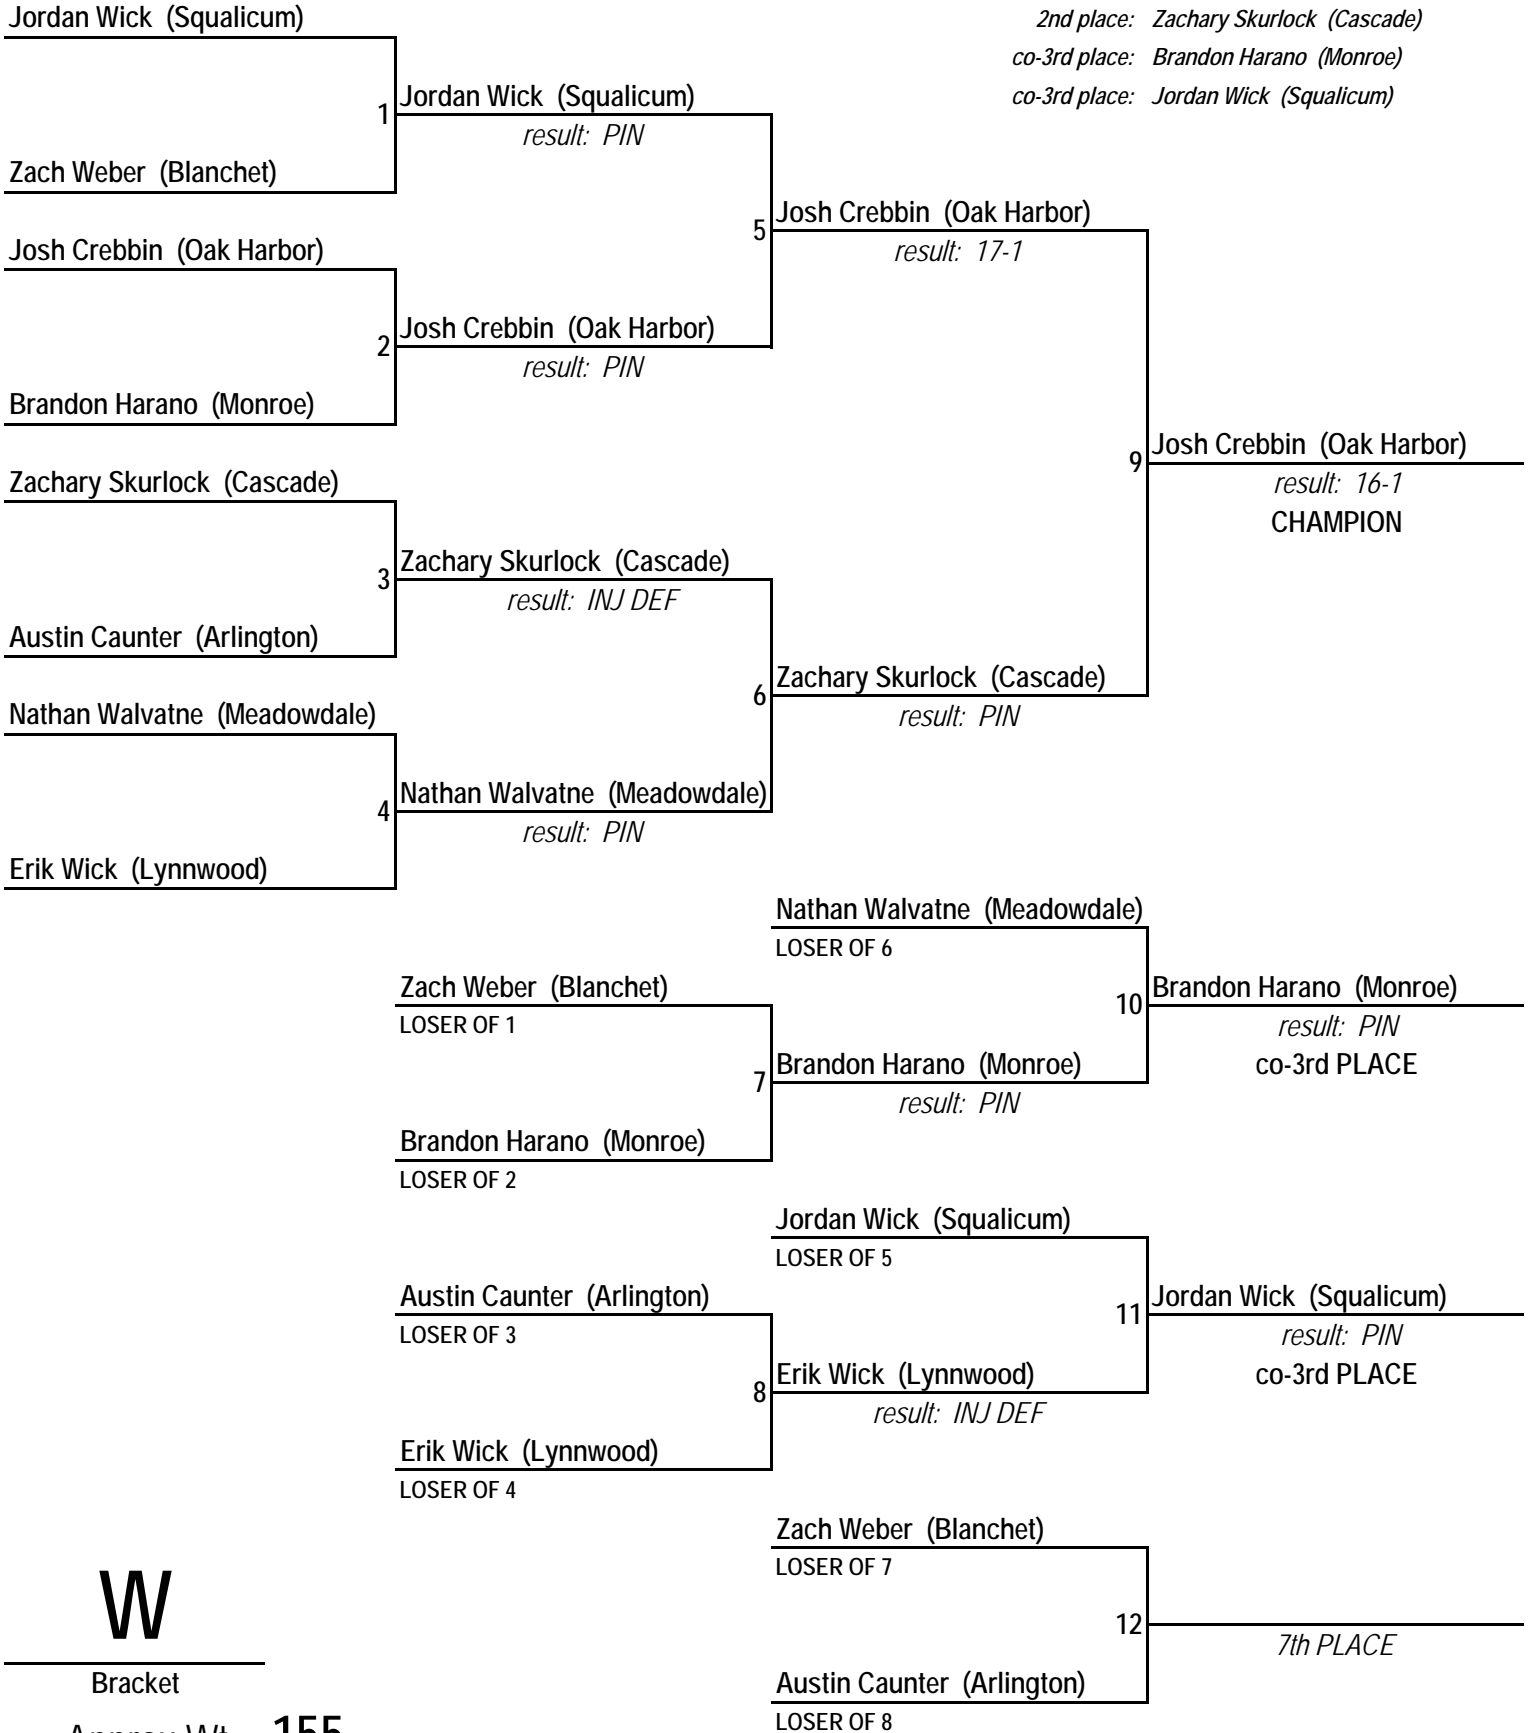 Jordan Wick (Squalicum)
2nd place: Zachary Skurlock (Cascade)
co-3rd place: Brandon Harano (Monroe)
co-3rd place: Jordan Wick (Squalicum)
1 Jordan Wick (Squalicum)
result: PIN
Zach Weber (Blanchet)
5 Josh Crebbin (Oak Harbor)
result: 17-1
Josh Crebbin (Oak Harbor)
2 Josh Crebbin (Oak Harbor)
result: PIN
Brandon Harano (Monroe)
9 Josh Crebbin (Oak Harbor)
result: 16-1
CHAMPION
Zachary Skurlock (Cascade)
3 Zachary Skurlock (Cascade)
result: INJ DEF
Austin Caunter (Arlington)
6 Zachary Skurlock (Cascade)
result: PIN
Nathan Walvatne (Meadowdale)
4 Nathan Walvatne (Meadowdale)
result: PIN
Erik Wick (Lynnwood)
Nathan Walvatne (Meadowdale)
LOSER OF 6
Zach Weber (Blanchet)
LOSER OF 1
10 Brandon Harano (Monroe)
result: PIN
co-3rd PLACE
7 Brandon Harano (Monroe)
result: PIN
Brandon Harano (Monroe)
LOSER OF 2
Jordan Wick (Squalicum)
LOSER OF 5
Austin Caunter (Arlington)
LOSER OF 3
11 Jordan Wick (Squalicum)
result: PIN
co-3rd PLACE
8 Erik Wick (Lynnwood)
result: INJ DEF
Erik Wick (Lynnwood)
LOSER OF 4
Zach Weber (Blanchet)
LOSER OF 7
12
7th PLACE
Austin Caunter (Arlington)
LOSER OF 8
W
Bracket
Approx Wt 155